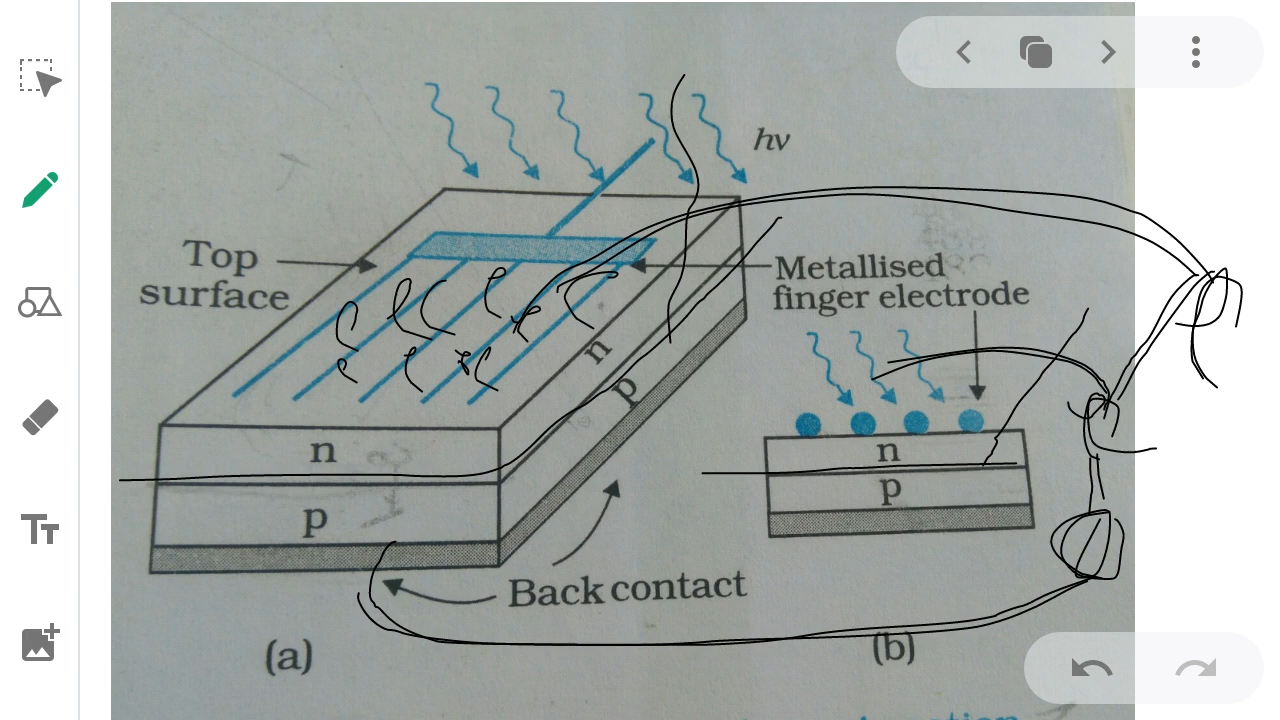 hν
Top
surface
Metallised
finger electrode
n
p
n
p
n
p
Back contact
(a)
(b)